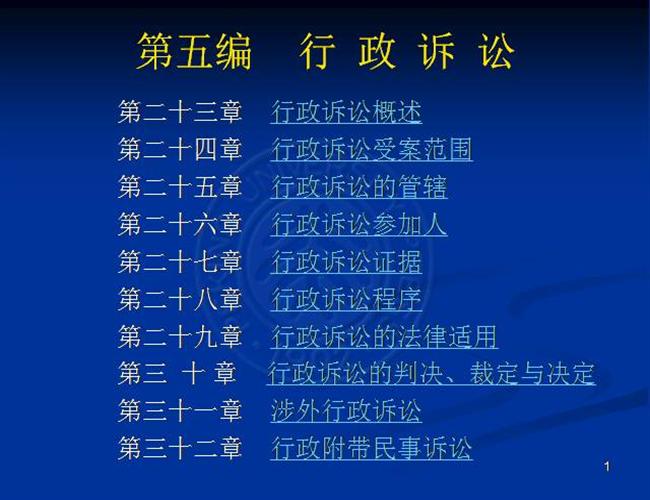 第五编 行 政 诉 讼
第二十三章 行政诉讼概述
第二十四章 行政诉讼受案范围
第二十五章 行政诉讼的管辖
第二十六章 行政诉讼参加人
第二十七章 行政诉讼证据
第二十八章 行政诉讼程序
第二十九章 行政诉讼的法律适用
第三 十 章 行政诉讼的判决、裁定与决定
第三十一章 涉外行政诉讼
第三十二章 行政附带民事诉讼
1